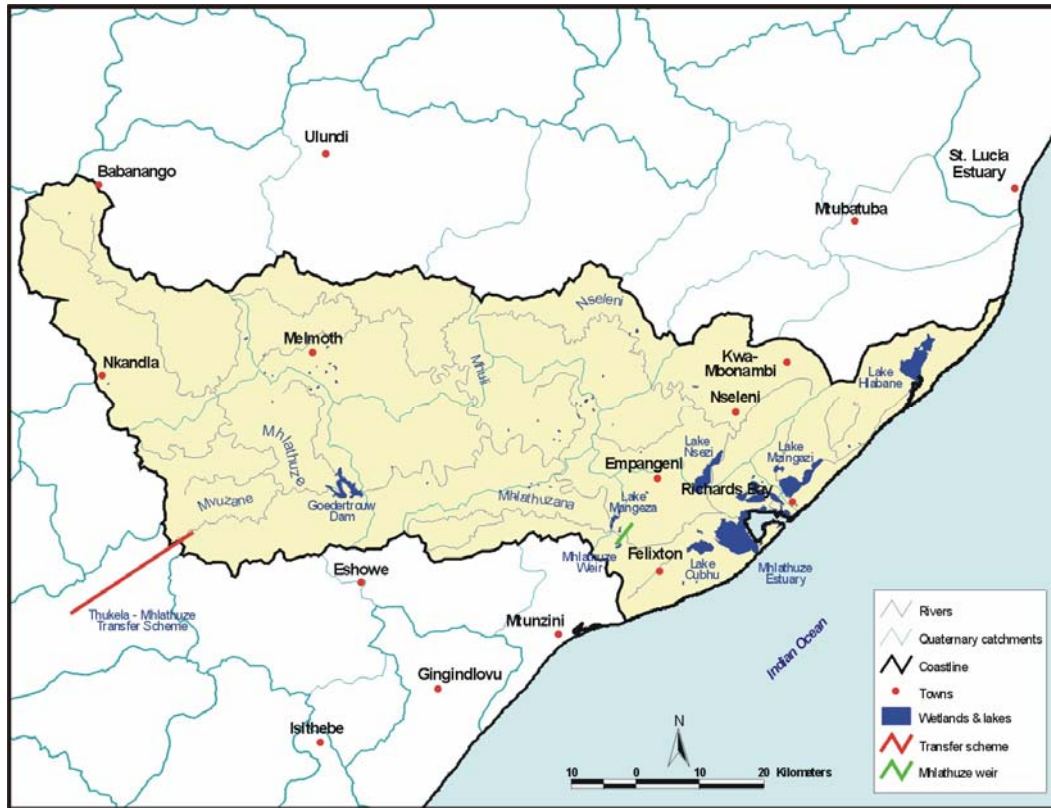 Ulundi
Babanango
St. Lucia
Estuary
Mtubatuba
Nseleni
Melmoth
Mfuli
Kwa-
Mbonambi
Lake
Hlabane
Nkandla
Nseleni
Mhlathuze
Lake
Nsezi
Lake
Mzingazi
Empangeni
Richards Bay
Mvuzane
Goedertrouw
Dam
Mhlathuzana
Lake
Mangeza
Mhlathuze
Weir
Felixton
Lake
Cubhu
Mhlathuze
Estuary
Eshowe
Thukela - Mhlathuze
Transfer Scheme
Mtunzini
Indian Ocean
Gingindlovu
Isithebe
N
10 0 10 20 Kilometers
Rivers
Quaternary catchments
Coastline
Towns
Wetlands & lakes
Transfer scheme
Mhlathuze weir